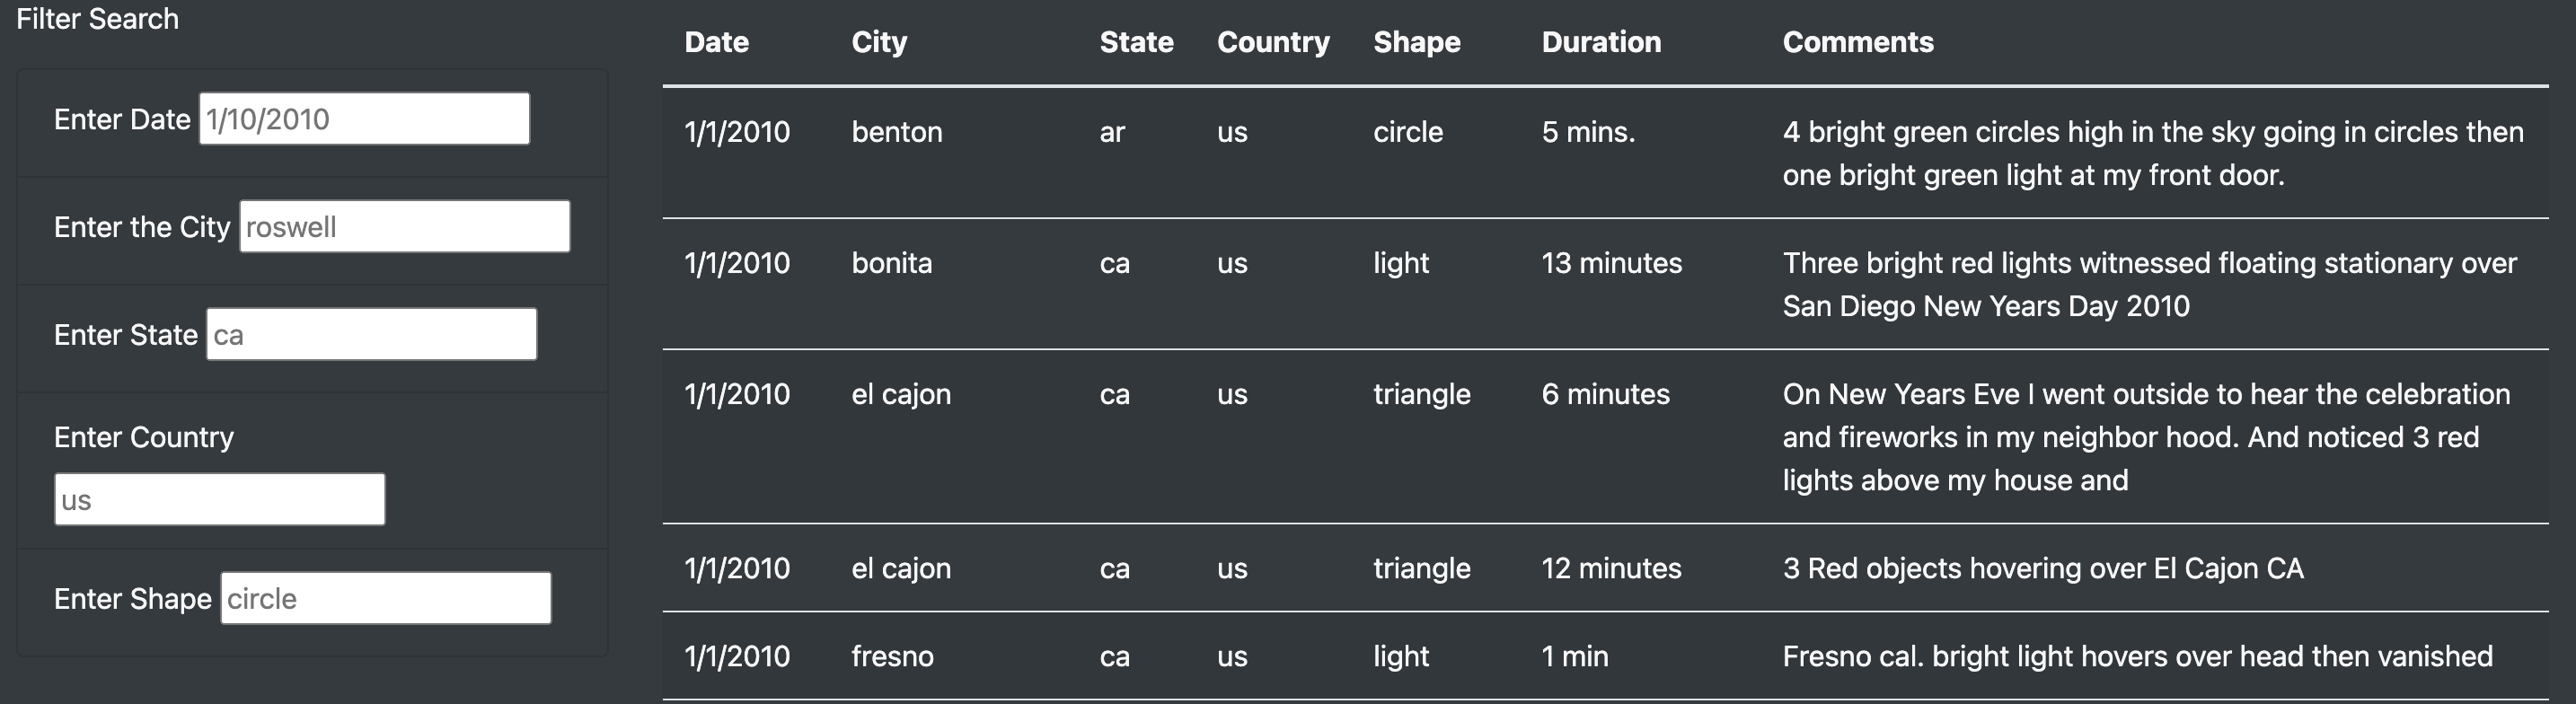 Filter Search
Enter Date 1/10/2010
Enter the City roswell
Enter State ca
Enter Country
us
Enter Shape circle
Date City State Country Shape Duration Comments
1/1/2010 benton ar us circle 5 mins. 4 bright green circles high in the sky going in circles then
one bright green light at my front door.
1/1/2010 bonita ca us light 13 minutes Three bright red lights witnessed floating stationary over
San Diego New Years Day 2010
1/1/2010 el cajon ca us triangle 6 minutes On New Years Eve I went outside to hear the celebration
and fireworks in my neighbor hood. And noticed 3 red
lights above my house and
1/1/2010 el cajon ca us triangle 12 minutes 3 Red objects hovering over El Cajon CA
1/1/2010 fresno ca us light 1 min Fresno cal. bright light hovers over head then vanished